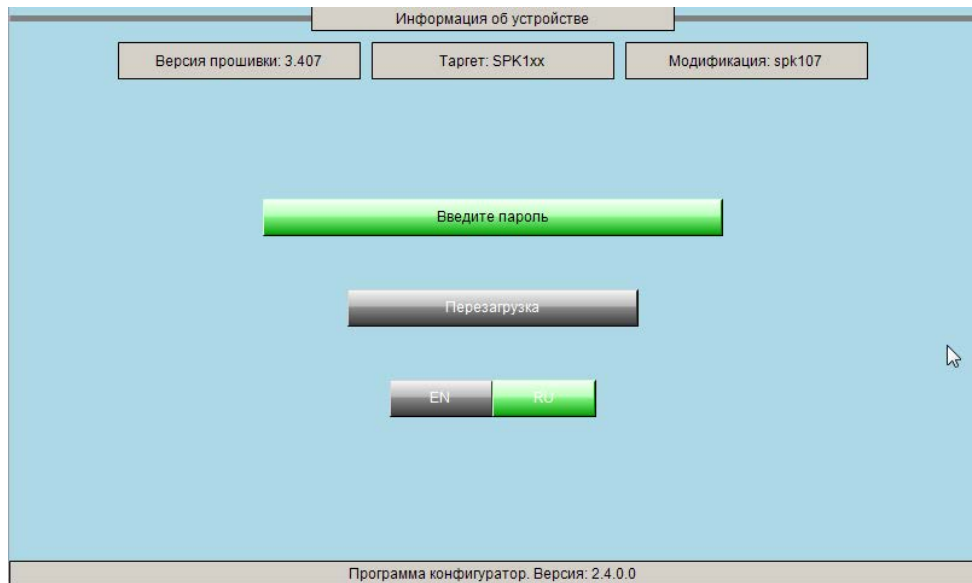 Информация об устройстве
Версия прошивки: 3.407 Таргет: SPK1xx Модификация: spk107
Введите пароль
Перезагрузка
EN RU
Программа конфигуратор. Версия: 2.4.0.0